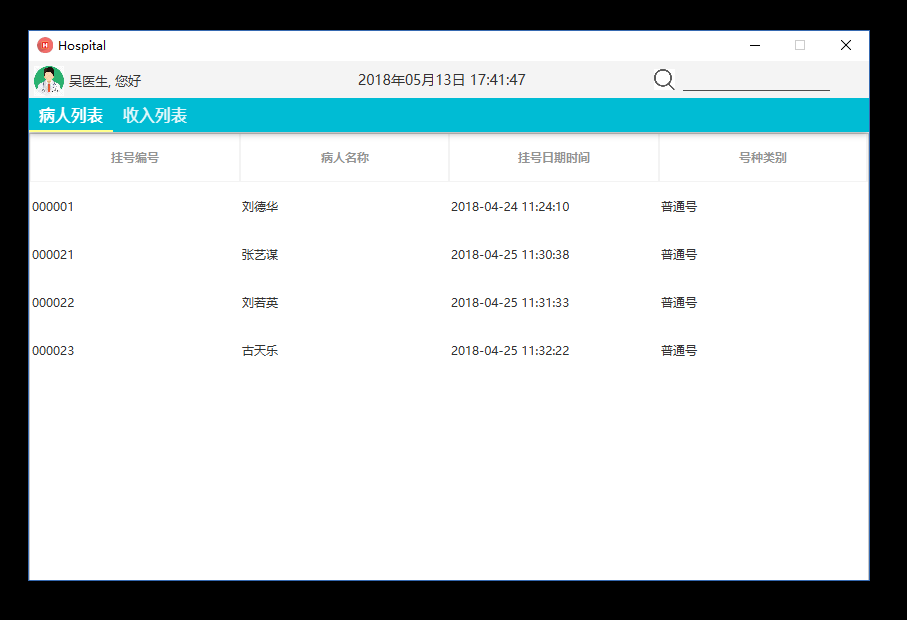 Hospital
吴医生, 您好 2018年05月13日 17:41:47
病人列表 收入列表
挂号编号 病人名称 挂号日期时间 号种类别
000001 刘德华 2018-04-24 11:24:10 普通号
000021 张艺谋 2018-04-25 11:30:38 普通号
000022 刘若英 2018-04-25 11:31:33 普通号
000023 古天乐 2018-04-25 11:32:22 普通号